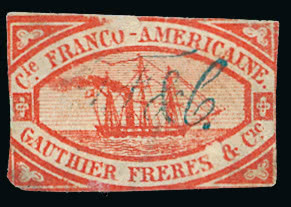 Cie. FRANCO-AMERICAINE.
GAUTHIER FRERES & Cie